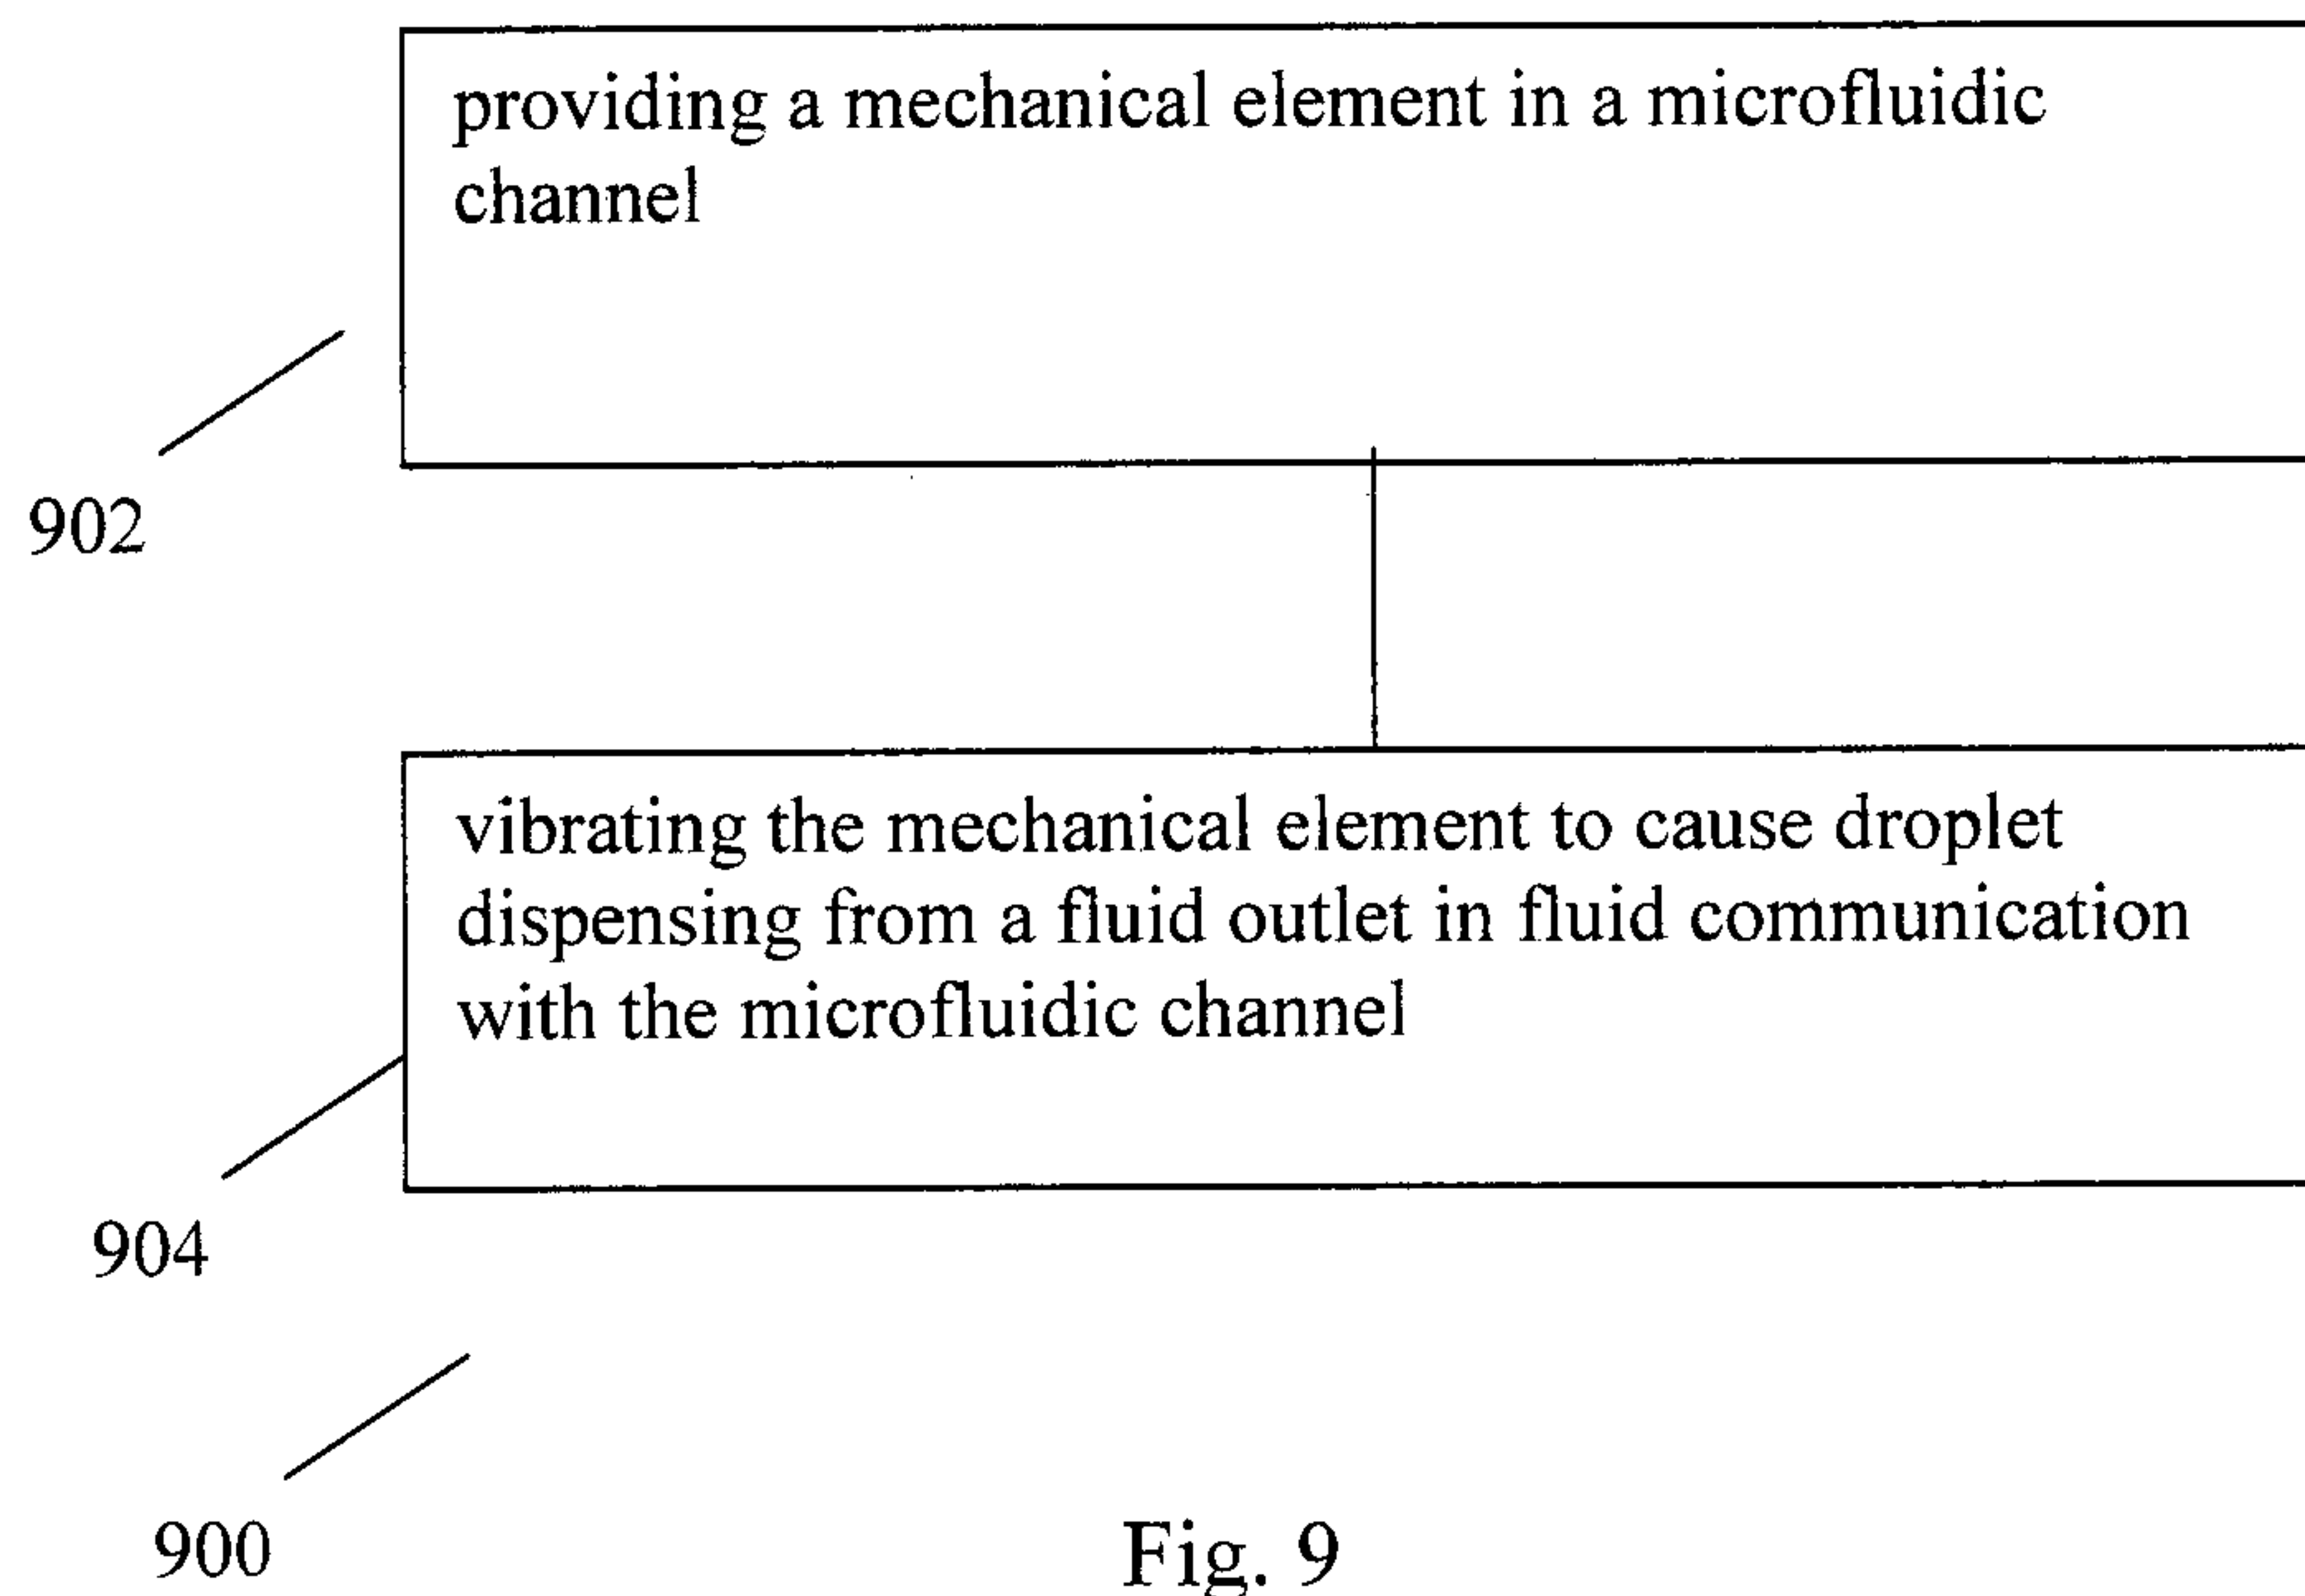 providing a mechanical element in a microfluidic
channel
902
vibrating the mechanical element to cause droplet
dispensing from a fluid outlet in fluid communication
with the microfluidic channel
904
900
Fig. 9